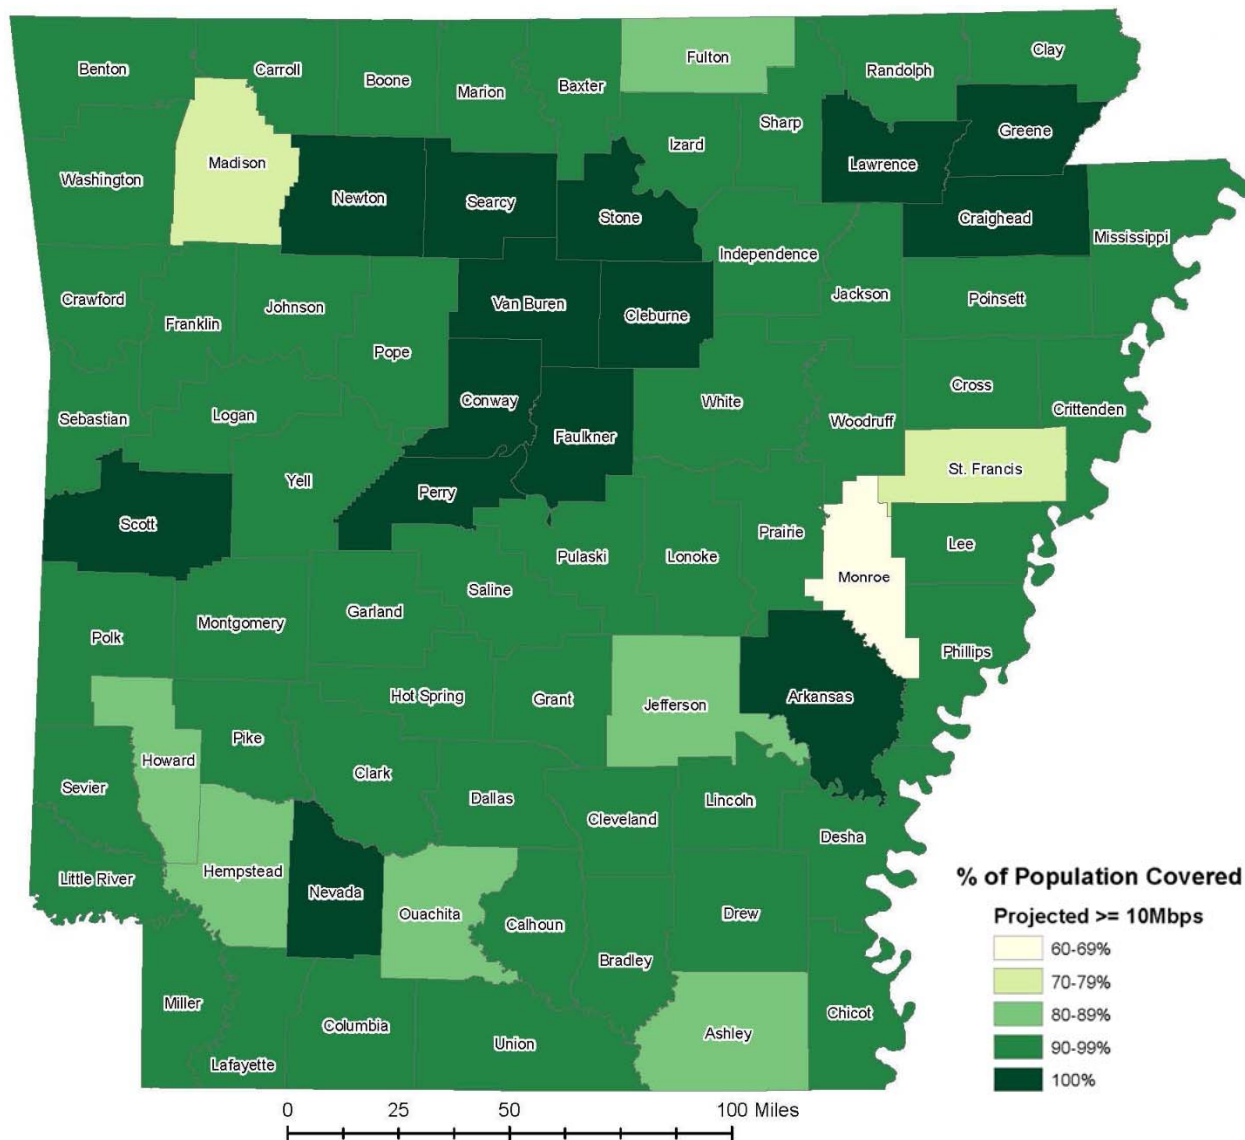 Benton
Carroll
Boone
Marion
Baxter
Fulton
Randolph
Clay
Sharp
Izard
Greene
Lawrence
Washington
Madison
Newton
Searcy
Stone
Craighead
Mississippi
Independence
Crawford
Franklin
Johnson
Pope
Van Buren
Cleburne
Jackson
Poinsett
Sebastian
Logan
Conway
Faulkner
White
Woodruff
Cross
Crittenden
Scott
Yell
Perry
St. Francis
Pulaski
Lonoke
Prairie
Lee
Monroe
Polk
Montgomery
Garland
Saline
Phillips
Hot Spring
Grant
Jefferson
Arkansas
Howard
Pike
Clark
Sevier
Dallas
Cleveland
Lincoln
Desha
Little River
Hempstead
Nevada
Ouachita
Calhoun
Drew
Bradley
Miller
Lafayette
Columbia
Union
Ashley
Chicot
% of Population Covered
Projected >= 10Mbps
60-69%
70-79%
80-89%
90-99%
100%
0 25 50 100 Miles